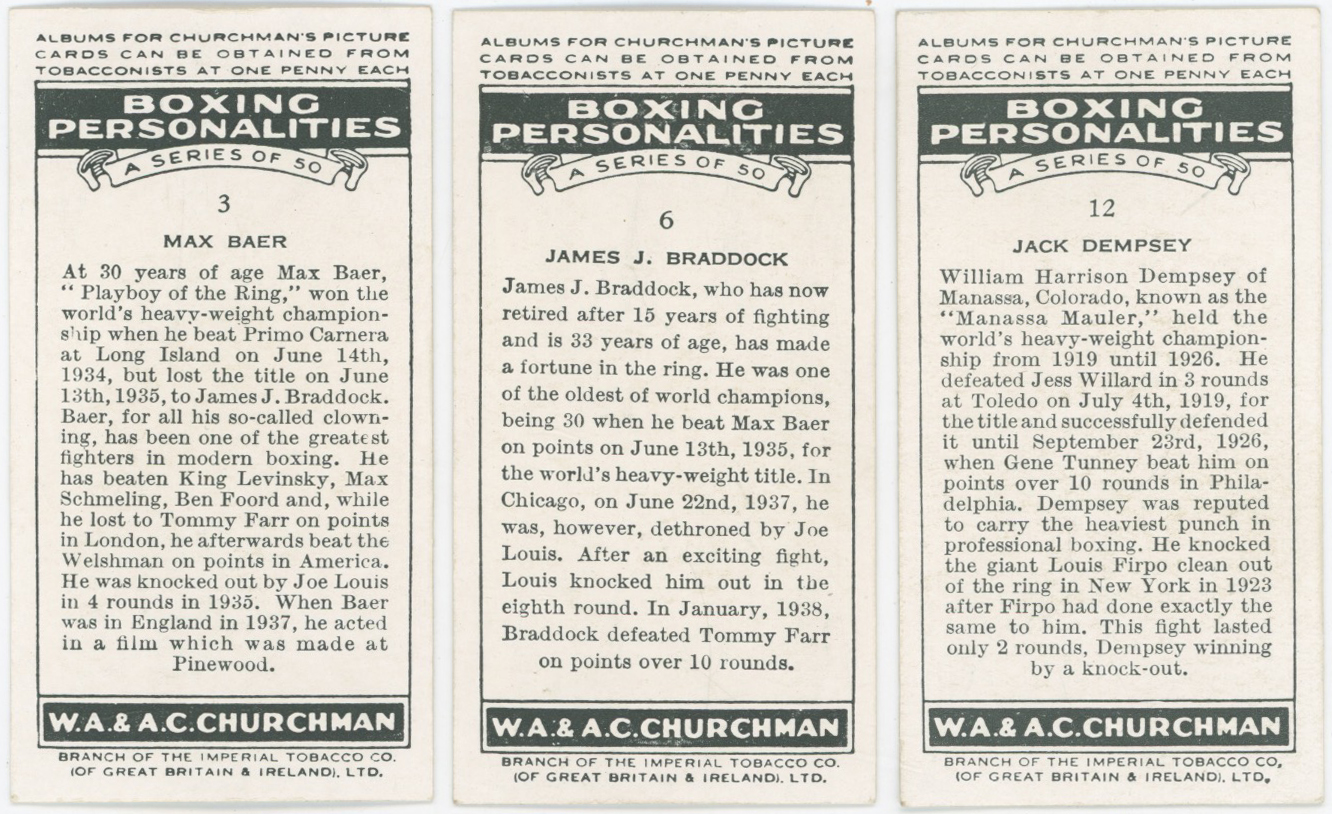 ALBUMS FOR CHURCHMAN'S PICTURE
CARDS CAN BE OBTAINED FROM
TOBACCONISTS AT ONE PENNY EACH
BOXING
PERSONALITIES
A SERIES OF 50
3
MAX BAER
At 30 years of age Max Baer,
“ Playboy of the Ring,” won the
world's heavy-weight champion-
ship when he beat Primo Carnera
at Long Island on June 14th,
1934, but lost the title on June
13th, 1935, to James J. Braddock.
Baer, for all his so-called clown-
ing, has been one of the greatest
fighters in modern boxing. He
has beaten King Levinsky, Max
Schmeling, Ben Foord and, while
he lost to Tommy Farr on points
in London, he afterwards beat the
Welshman on points in America.
He was knocked out by Joe Louis
in 4 rounds in 1935. When Baer
was in England in 1937, he acted
in a film which was made at
Pinewood.
W.A.& A.C.CHURCHMAN
BRANCH OF THE IMPERIAL TOBACCO CO.
(OF GREAT BRITAIN & IRELAND). LTD.
ALBUMS FOR CHURCHMAN'S PICTURE
CARDS CAN BE OBTAINED FROM
TOBACCONISTS AT ONE PENNY EACH
BOXING
PERSONALITIES
A SERIES OF 50
6
JAMES J. BRADDOCK
James J. Braddock, who has now
retired after 15 years of fighting
and is 33 years of age, has made
a fortune in the ring. He was one
of the oldest of world champions,
being 30 when he beat Max Baer
on points on June 13th, 1935, for
the world's heavy-weight title. In
Chicago, on June 22nd, 1937, he
was, however, dethroned by Joe
Louis. After an exciting fight,
Louis knocked him out in the
eighth round. In January, 1938,
Braddock defeated Tommy Farr
on points over 10 rounds.
W.A.& A.C.CHURCHMAN
BRANCH OF THE IMPERIAL TOBACCO CO.
(OF GREAT BRITAIN & IRELAND). LTD.
ALBUMS FOR CHURCHMAN'S PICTURE
CARDS CAN BE OBTAINED FROM
TOBACCONISTS AT ONE PENNY EACH
BOXING
PERSONALITIES
A SERIES OF 50
12
JACK DEMPSEY
William Harrison Dempsey of
Manassa, Colorado, known as the
“Manassa Mauler,” held the
world's heavy-weight champion-
ship from 1919 until 1926. He
defeated Jess Willard in 3 rounds
at Toledo on July 4th, 1919, for
the title and successfully defended
it until September 23rd, 1926,
when Gene Tunney beat him on
points over 10 rounds in Phila-
delphia. Dempsey was reputed
to carry the heaviest punch in
professional boxing. He knocked
the giant Louis Firpo clean out
of the ring in New York in 1923
after Firpo had done exactly the
same to him. This fight lasted
only 2 rounds, Dempsey winning
by a knock-out.
W.A.& A.C.CHURCHMAN
BRANCH OF THE IMPERIAL TOBACCO CO.
(OF GREAT BRITAIN & IRELAND). LTD.